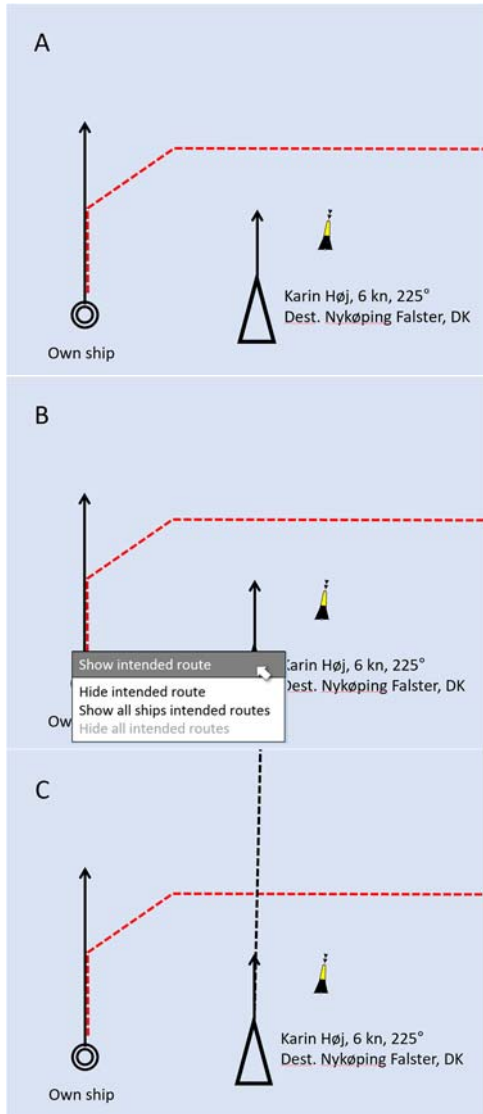 A
Karin Høj, 6 kn, 225°
Dest. Nykøping Falster, DK
Own ship
B
Show intended route
Karin Høj, 6 kn, 225°
Hide intended route
Dest. Nykøping Falster, DK
Show all ships intended routes
Ow
Hide all intended routes
C
Karin Høj, 6 kn, 225°
Dest. Nykøping Falster, DK
Own ship